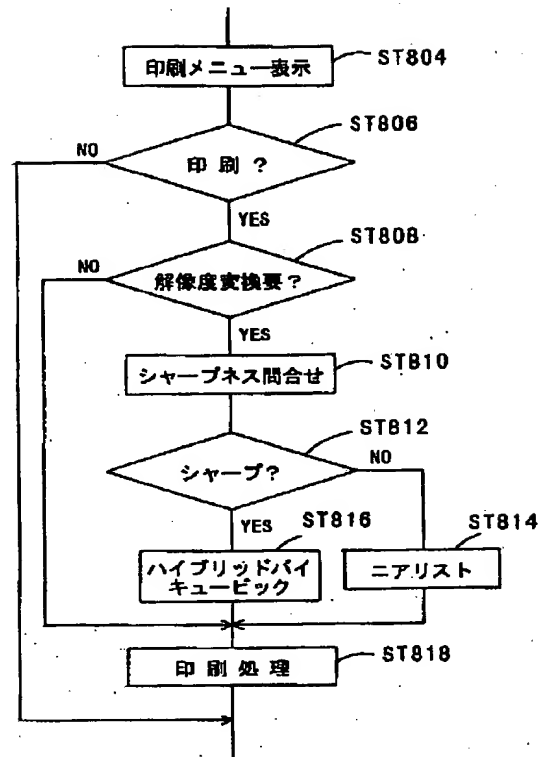 印刷メニュー表示
ST804
印刷?
ST806
NO
YES
解像度変換要?
ST808
NO
YES
シャープネス問合せ
ST810
シャープ?
ST812
NO
YES
ST816
ST814
ハイブリッドバイ
キュービック
ニアリスト
印刷処理
ST818